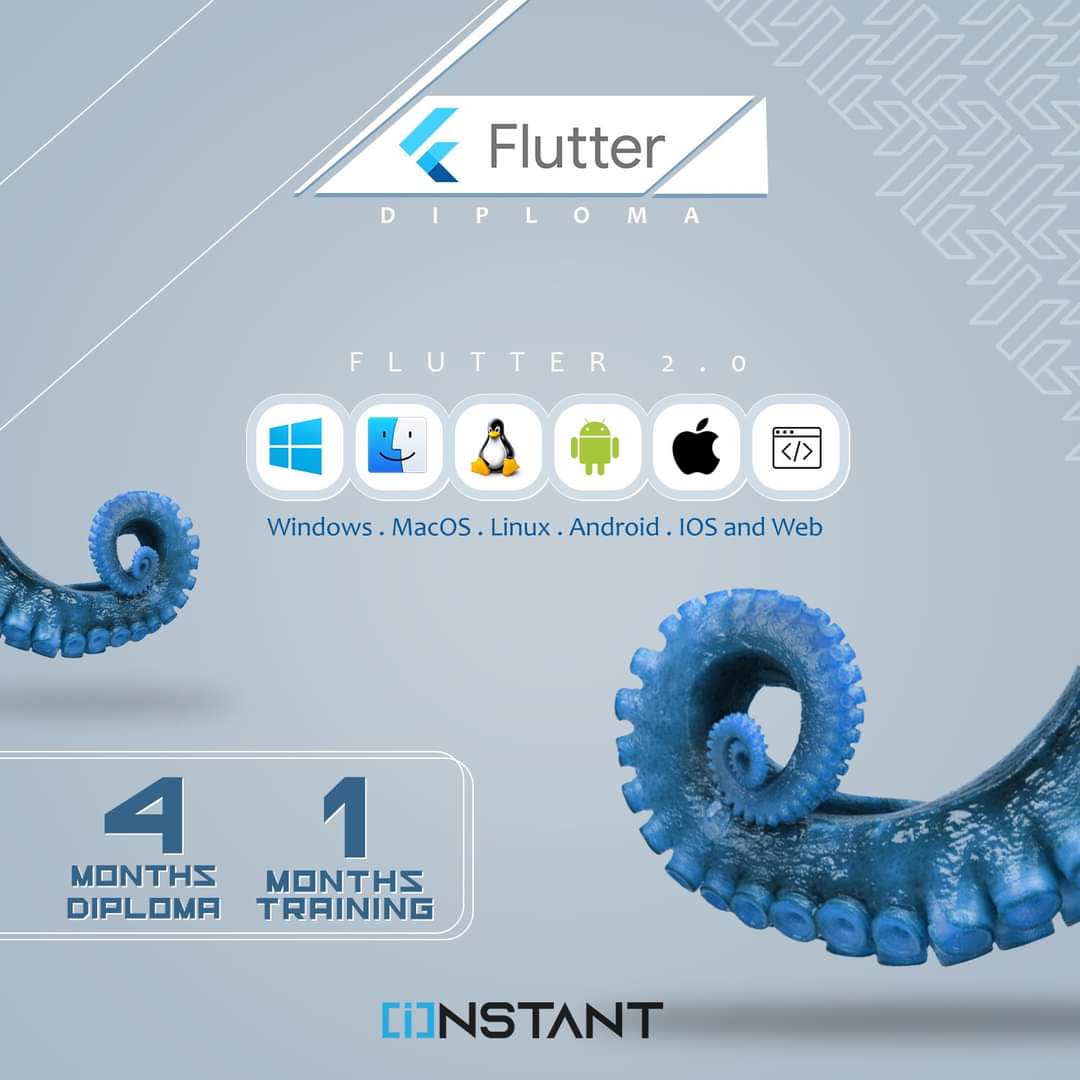 Flutter
DIPLOMA
FLUTTER 2.0
Windows . MacOS . Linux . Android . IOS and Web
4
MONTHS
DIPLOMA
1
MONTHS
TRAINING
[i]NSTANT